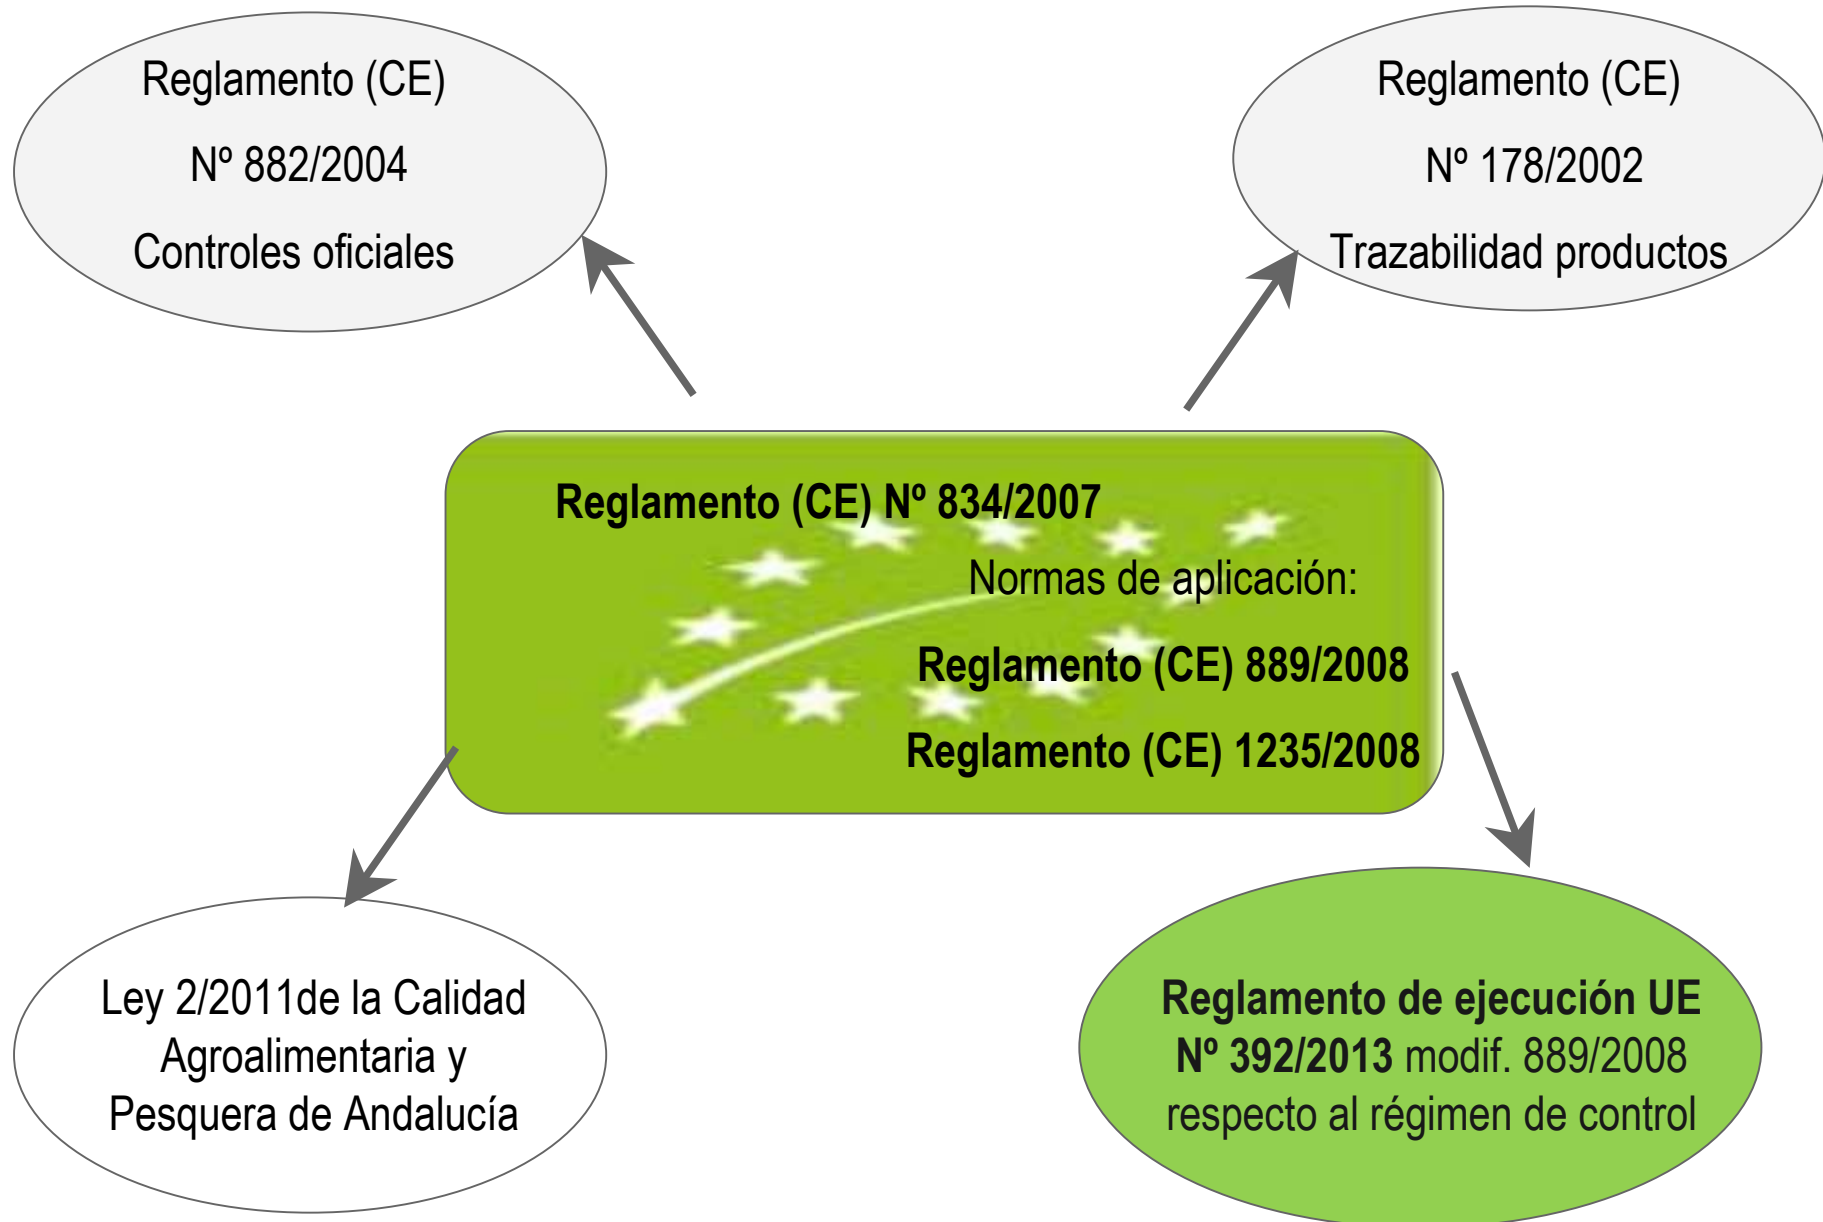 Reglamento (CE)
Nº 882/2004
Controles oficiales
Reglamento (CE)
Nº 178/2002
Trazabilidad productos
Reglamento (CE) Nº 834/2007
Normas de aplicación:
Reglamento (CE) 889/2008
Reglamento (CE) 1235/2008
Ley 2/2011de la Calidad
Agroalimentaria y
Pesquera de Andalucía
Reglamento de ejecución UE
Nº 392/2013 modif. 889/2008
respecto al régimen de control